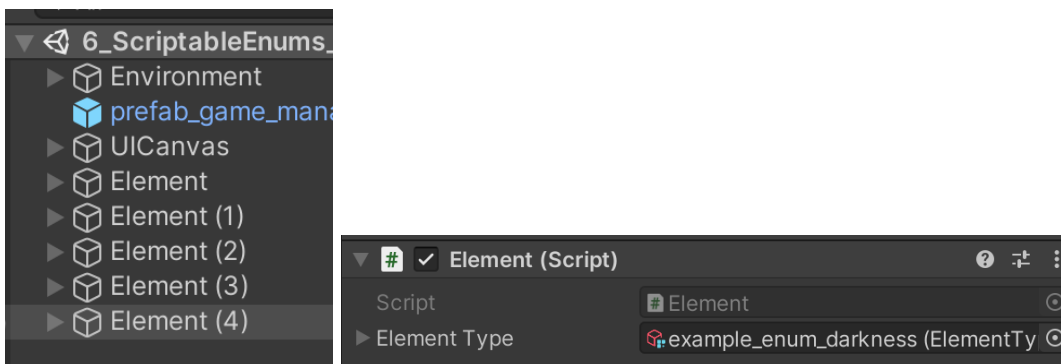 6_ScriptableEnums_
Environment
prefab_game_mana
UICanvas
Element
Element (1)
Element (2)
Element (3)
Element (4)
Element (Script)
Script
Element
Element Type
example_enum_darkness (ElementTy